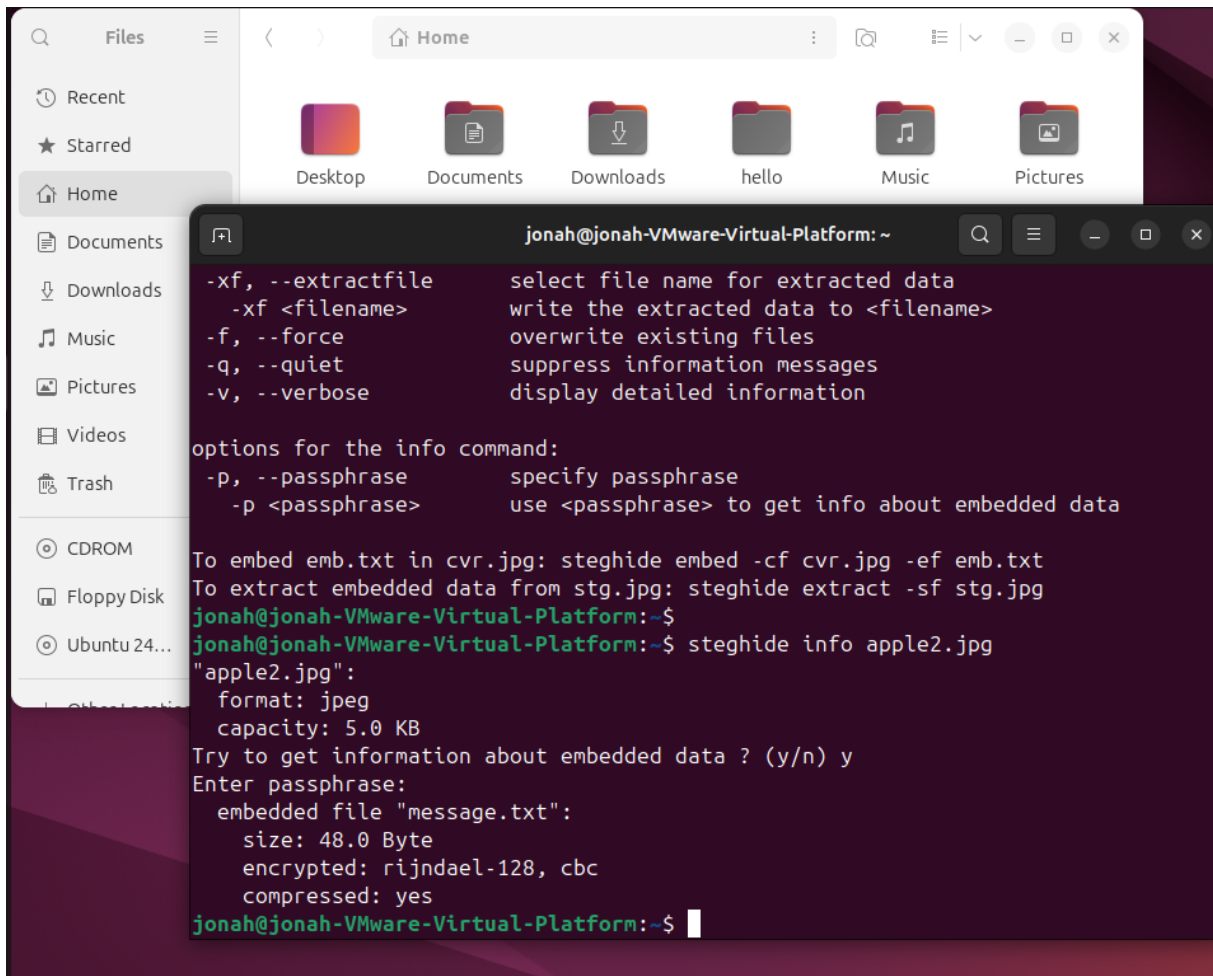 Files
Home
Recent
Starred
Home
Documents
Downloads
Music
Pictures
Videos
Trash
CDROM
Floppy Disk
Ubuntu 24…
Desktop
Documents
Downloads
hello
Music
Pictures
jonah@jonah-VMware-Virtual-Platform: ~
-xf, --extractfile select file name for extracted data
-xf <filename> write the extracted data to <filename>
-f, --force overwrite existing files
-q, --quiet suppress information messages
-v, --verbose display detailed information
options for the info command:
-p, --passphrase specify passphrase
-p <passphrase> use <passphrase> to get info about embedded data
To embed emb.txt in cvr.jpg: steghide embed -cf cvr.jpg -ef emb.txt
To extract embedded data from stg.jpg: steghide extract -sf stg.jpg
jonah@jonah-VMware-Virtual-Platform:~$
jonah@jonah-VMware-Virtual-Platform:~$ steghide info apple2.jpg
"apple2.jpg":
format: jpeg
capacity: 5.0 KB
Try to get information about embedded data ? (y/n) y
Enter passphrase:
embedded file "message.txt":
size: 48.0 Byte
encrypted: rijndael-128, cbc
compressed: yes
jonah@jonah-VMware-Virtual-Platform:~$